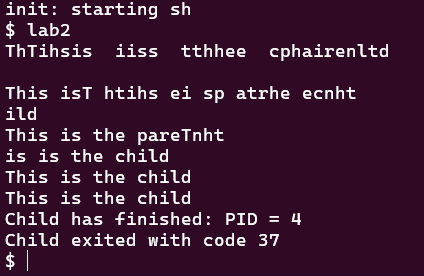 init: starting sh
$ lab2
ThTihsis  iiss  tthhee  cphairenltd
This isT htihs ei sp atrhe ecnht
ild
This is the pareTnht
is is the child
This is the child
This is the child
Child has finished: PID = 4
Child exited with code 37
$